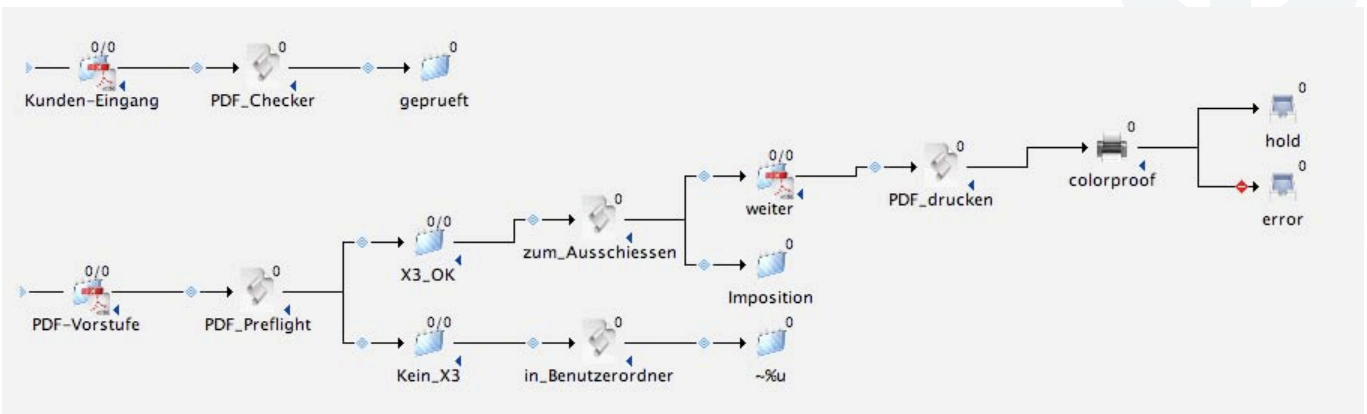 0/0
0
0
Kunden-Eingang
PDF_Checker
geprueft
0
hold
0
error
0
colorproof
0/0
weiter
0
PDF_drucken
0
zum_Ausschiessen
0
Imposition
0/0
X3_OK
0/0
PDF-Vorstufe
0
PDF_Preflight
0/0
Kein_X3
0
in_Benutzerordner
0
~%u